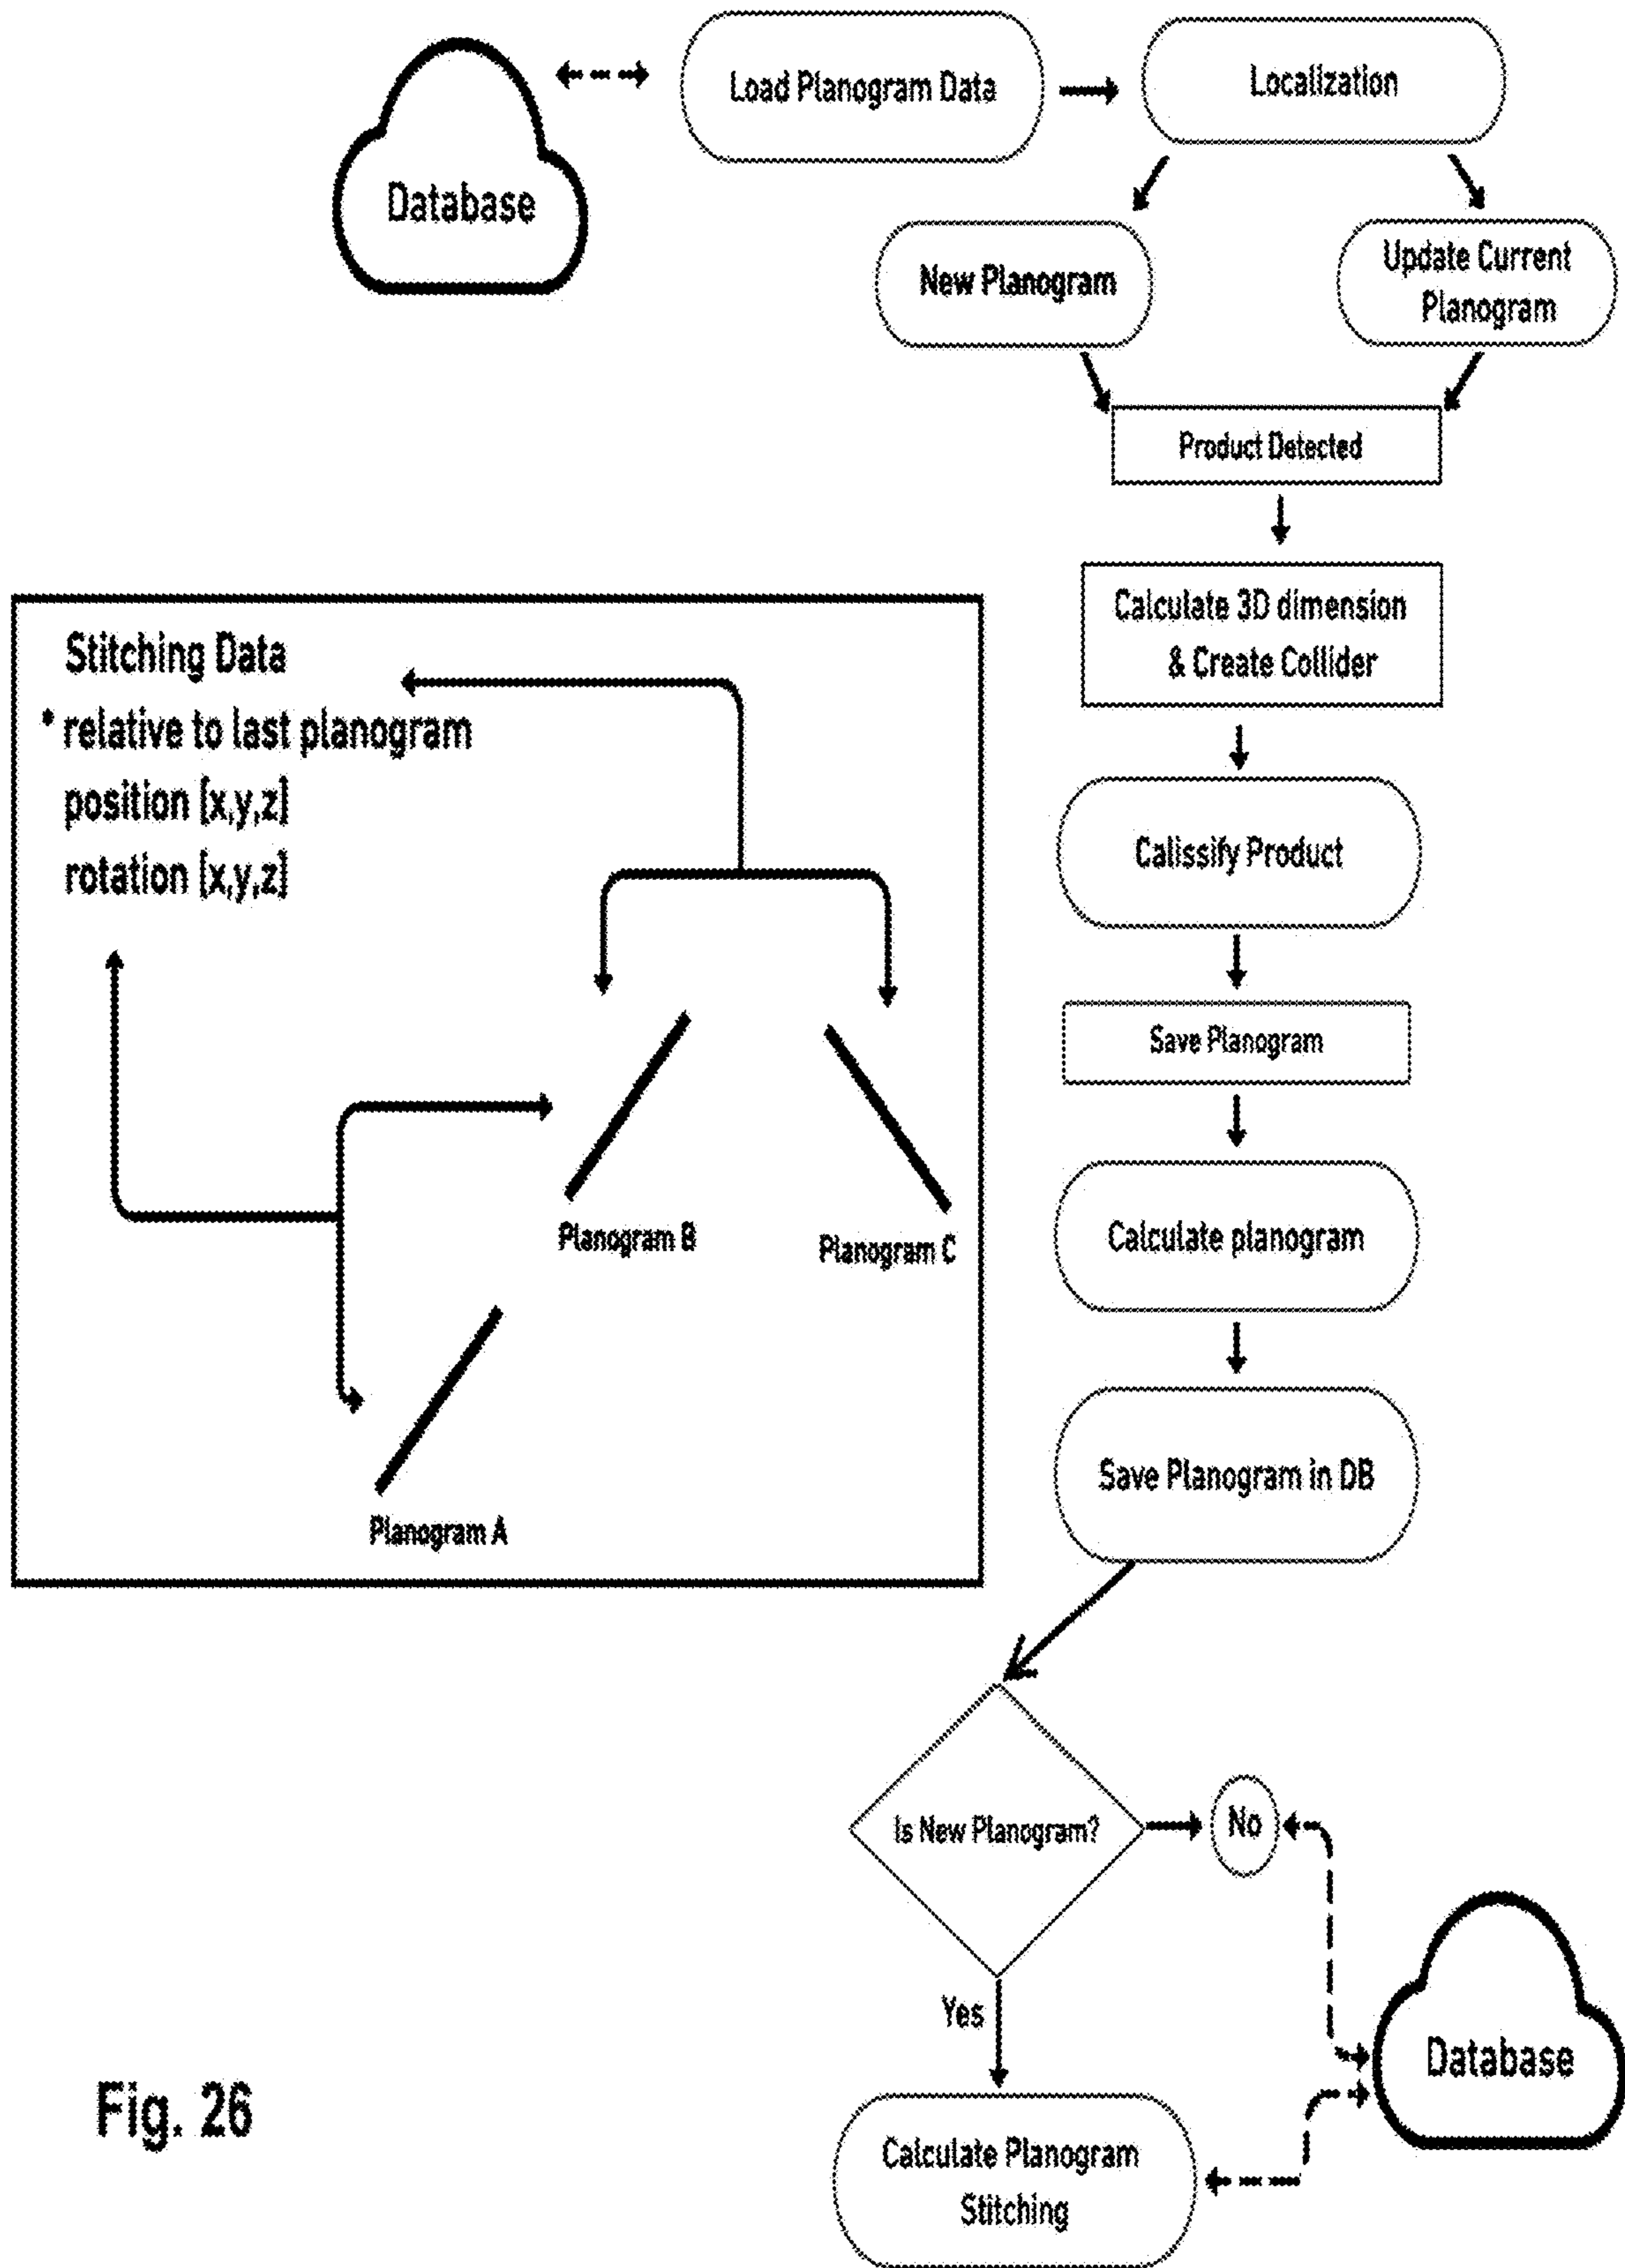 Load Planogram Data
Localization
Database
New Planogram
Update Current
Planogram
Product Detected
Calculate 3D dimension
& Create Collider
Stitching Data
* relative to last planogram
position [x,y,z]
rotation [x,y,z]
Calissify Product
Save Planogram
Planogram B
Planogram C
Calculate planogram
Planogram A
Save Planogram in DB
Is New Planogram?
No
Yes
Database
Calculate Planogram
Stitching
Fig. 26